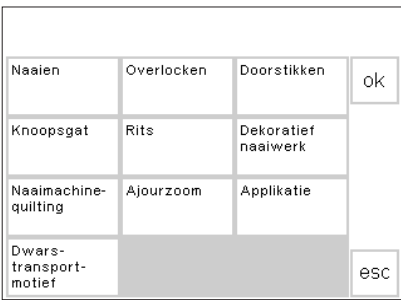 Naaien
Overlocken
Doorstikken
ok
Knoopsgat
Rits
Dekoratief
naaiwerk
Naaimachine-
quilting
Ajourzoom
Applikatie
Dwars-
transport-
motief
esc